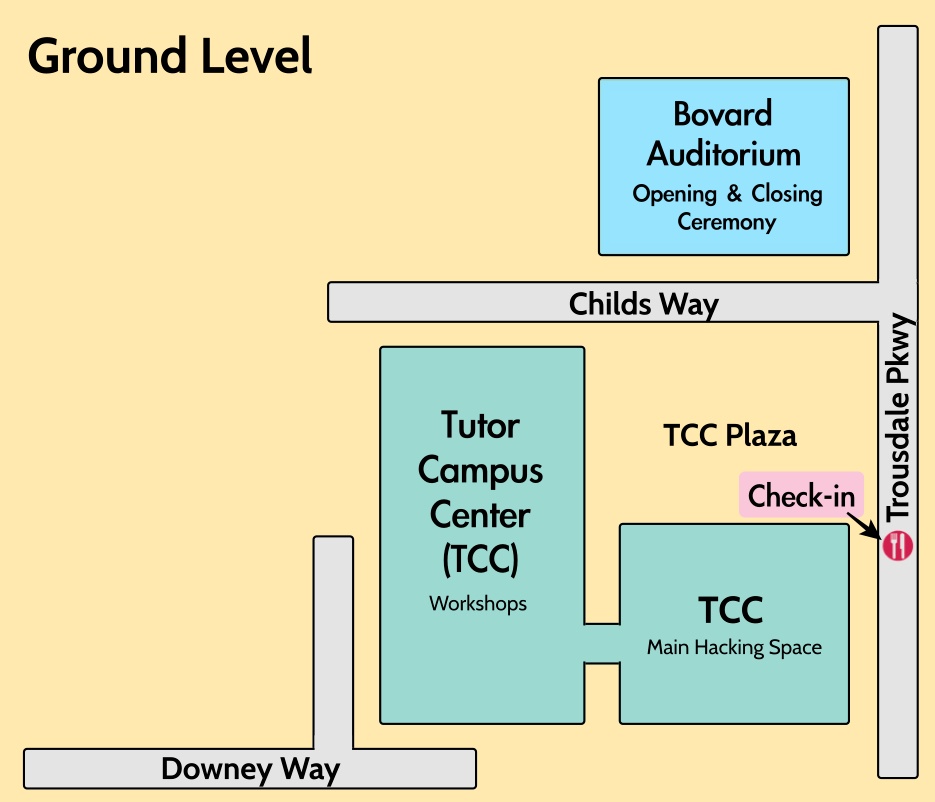 Ground Level
Bovard
Auditorium
Opening & Closing
Ceremony
Childs Way
Trousdale Pkwy
Tutor
Campus
Center
(TCC)
Workshops
TCC Plaza
Check-in
TCC
Main Hacking Space
Downey Way